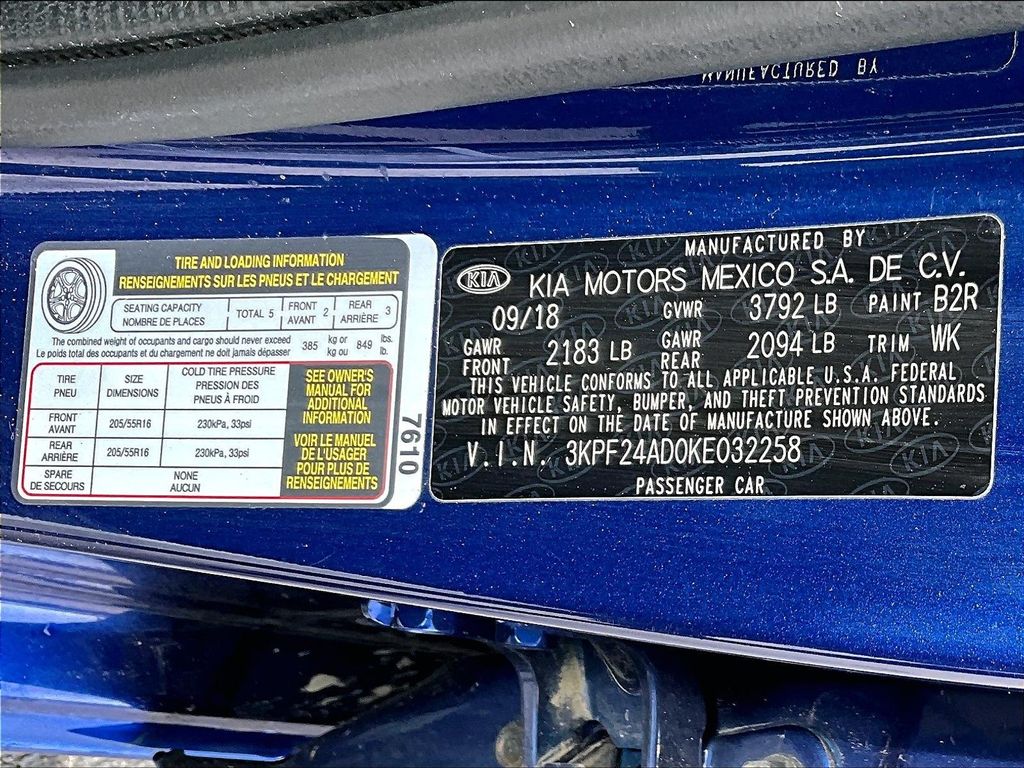 MANUFACTURED BY
TIRE AND LOADING INFORMATION
RENSEIGNEMENTS SUR LES PNEUS ET LE CHARGEMENT
SEATING CAPACITY
NOMBRE DE PLACES
TOTAL 5
FRONT
AVANT 2
REAR
ARRIÈRE 3
The combined weight of occupants and cargo should never exceed 385 kg or 849 lbs.
Le poids total des occupants et du chargement ne doit jamais dépasser kg ou lb.
TIRE
PNEU
SIZE
DIMENSIONS
COLD TIRE PRESSURE
PRESSION DES
PNEUS À FROID
FRONT
AVANT
205/55R16
230kPa, 33psi
REAR
ARRIÈRE
205/55R16
230kPa, 33psi
SPARE
DE SECOURS
NONE
AUCUN
SEE OWNER'S
MANUAL FOR
ADDITIONAL
INFORMATION
VOIR LE MANUEL
DE L'USAGER
POUR PLUS DE
RENSEIGNEMENTS
7610
MANUFACTURED BY
KIA KIA MOTORS MEXICO S.A. DE C.V.
09/18 GVWR 3792 LB PAINT B2R
GAWR FRONT 2183 LB GAWR REAR 2094 LB TRIM WK
THIS VEHICLE CONFORMS TO ALL APPLICABLE U.S.A. FEDERAL
MOTOR VEHICLE SAFETY, BUMPER, AND THEFT PREVENTION STANDARDS
IN EFFECT ON THE DATE OF MANUFACTURE SHOWN ABOVE.
V.I.N. 3KPF24AD0KE032258
PASSENGER CAR